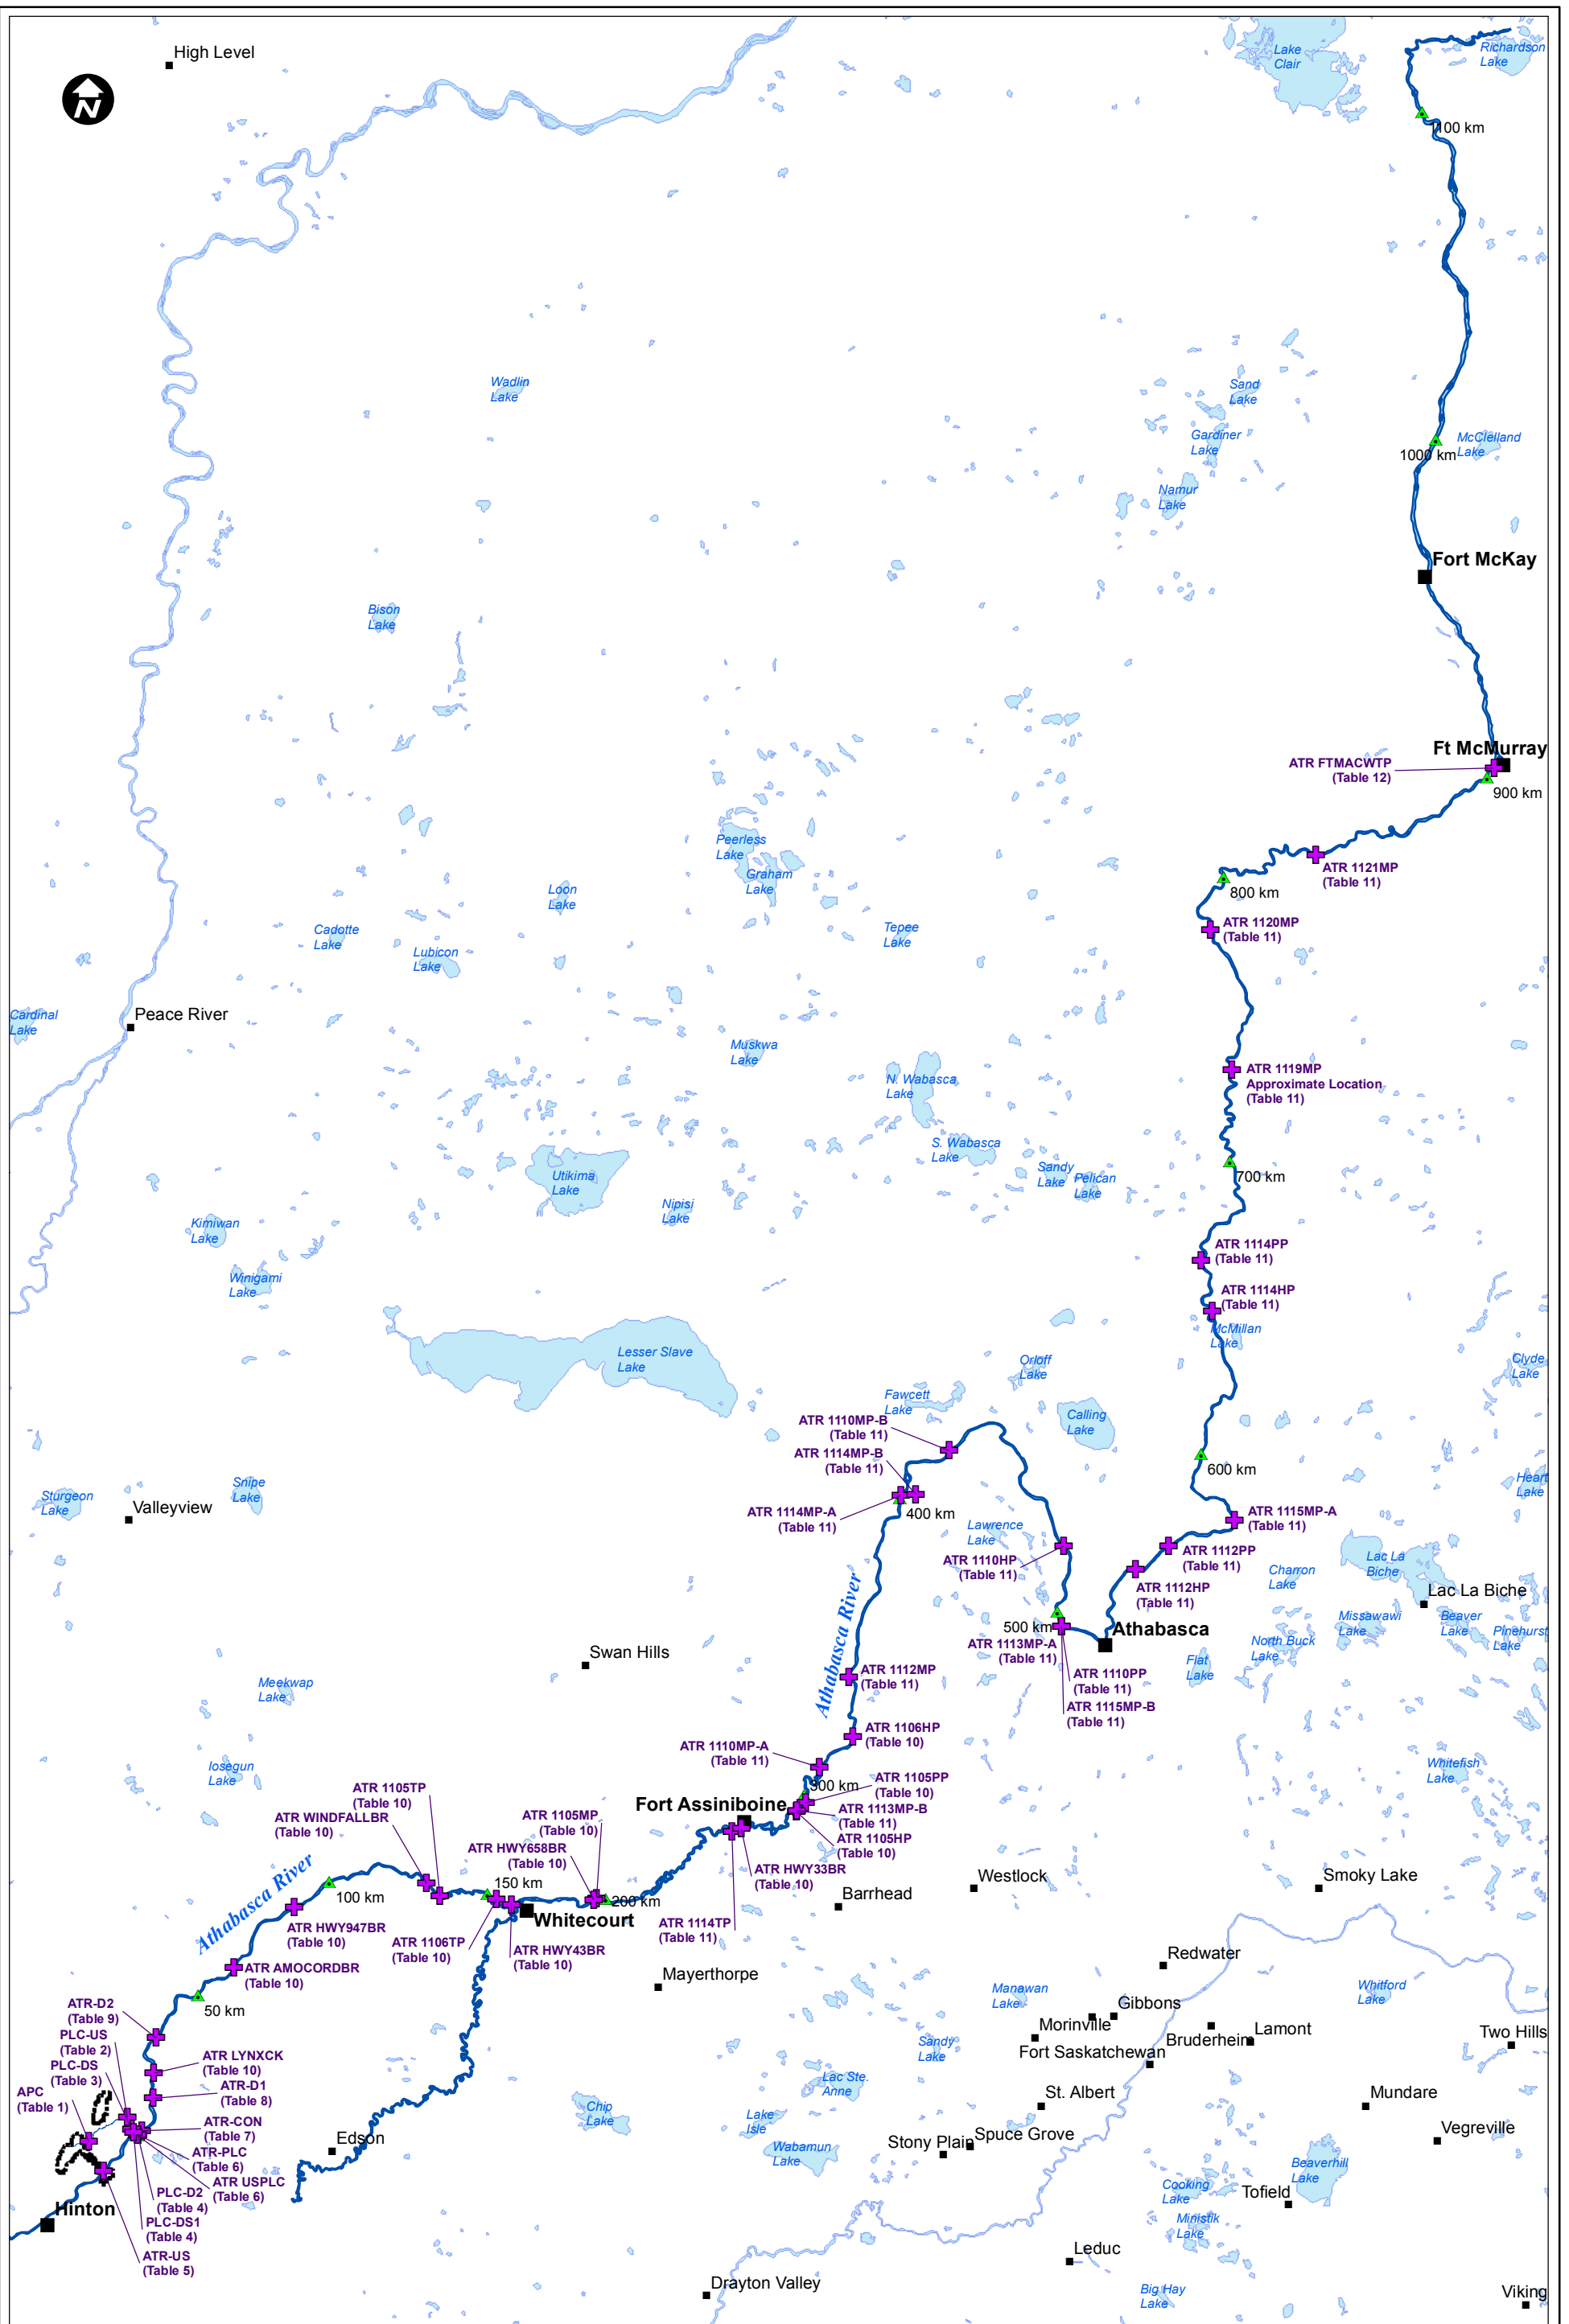 High Level
N
Lake
Clair
Richardson
Lake
1100 km
Wadlin
Lake
Sand
Lake
Gardiner
Lake
McClelland
Lake
1000 km
Namur
Lake
Fort McKay
Bison
Lake
Ft McMurray
ATR FTMACWTP
(Table 12)
900 km
Peerless
Lake
Graham
Lake
ATR 1121MP
(Table 11)
800 km
Loon
Lake
Cadotte
Lake
Lubicon
Lake
Tepee
Lake
ATR 1120MP
(Table 11)
Cardinal
Lake
Peace River
Muskwa
Lake
N. Wabasca
Lake
ATR 1119MP
Approximate Location
(Table 11)
S. Wabasca
Lake
Sandy
Lake
Pelican
Lake
700 km
Utikima
Lake
Nipisi
Lake
Kimiwan
Lake
ATR 1114PP
(Table 11)
Winigami
Lake
ATR 1114HP
(Table 11)
McMillan
Lake
Lesser Slave
Lake
Orloff
Lake
Clyde
Lake
Fawcett
Lake
Calling
Lake
ATR 1110MP-B
(Table 11)
ATR 1114MP-B
(Table 11)
600 km
Heart
Lake
Sturgeon
Lake
Valleyview
Snipe
Lake
ATR 1114MP-A
(Table 11)
400 km
Lawrence
Lake
ATR 1115MP-A
(Table 11)
ATR 1110HP
(Table 11)
ATR 1112PP
(Table 11)
Charron
Lake
Lac La
Biche
Lac La Biche
ATR 1112HP
(Table 11)
Athabasca River
500 km
Athabasca
Missawawi
Lake
Beaver
Lake
Pinehurst
Lake
North Buck
Lake
Flat
Lake
ATR 1113MP-A
(Table 11)
ATR 1110PP
(Table 11)
ATR 1115MP-B
(Table 11)
Swan Hills
ATR 1112MP
(Table 11)
Meekwap
Lake
ATR 1106HP
(Table 10)
ATR 1110MP-A
(Table 11)
Iosegun
Lake
Whitefish
Lake
300 km
ATR 1105PP
(Table 10)
Fort Assiniboine
ATR 1113MP-B
(Table 11)
ATR 1105HP
(Table 10)
ATR 1105TP
(Table 10)
ATR WINDFALLBR
(Table 10)
ATR 1105MP
(Table 10)
ATR HWY658BR
(Table 10)
ATR HWY33BR
(Table 10)
Athabasca River
100 km
150 km
200 km
Whitecourt
Barrhead
Westlock
Smoky Lake
ATR HWY947BR
(Table 10)
ATR 1106TP
(Table 10)
ATR HWY43BR
(Table 10)
ATR 1114TP
(Table 11)
ATR AMOCORDBR
(Table 10)
Mayerthorpe
Redwater
50 km
Manawan
Lake
Whitford
Lake
Gibbons
Morinville
Bruderheim
Lamont
Two Hills
Fort Saskatchewan
Sandy
Lake
ATR-D2
(Table 9)
PLC-US
(Table 2)
PLC-DS
(Table 3)
APC
(Table 1)
ATR LYNXCK
(Table 10)
ATR-D1
(Table 8)
ATR-CON
(Table 7)
ATR-PLC
(Table 6)
ATR USPLC
(Table 6)
PLC-D2
(Table 4)
PLC-DS1
(Table 4)
ATR-US
(Table 5)
Hinton
Edson
Chip
Lake
Lac Ste.
Anne
Lake
Isle
Wabamun
Lake
St. Albert
Stony Plain
Spuce Grove
Mundare
Vegreville
Beaverhill
Lake
Cooking
Lake
Tofield
Ministik
Lake
Leduc
Drayton Valley
Big Hay
Lake
Viking